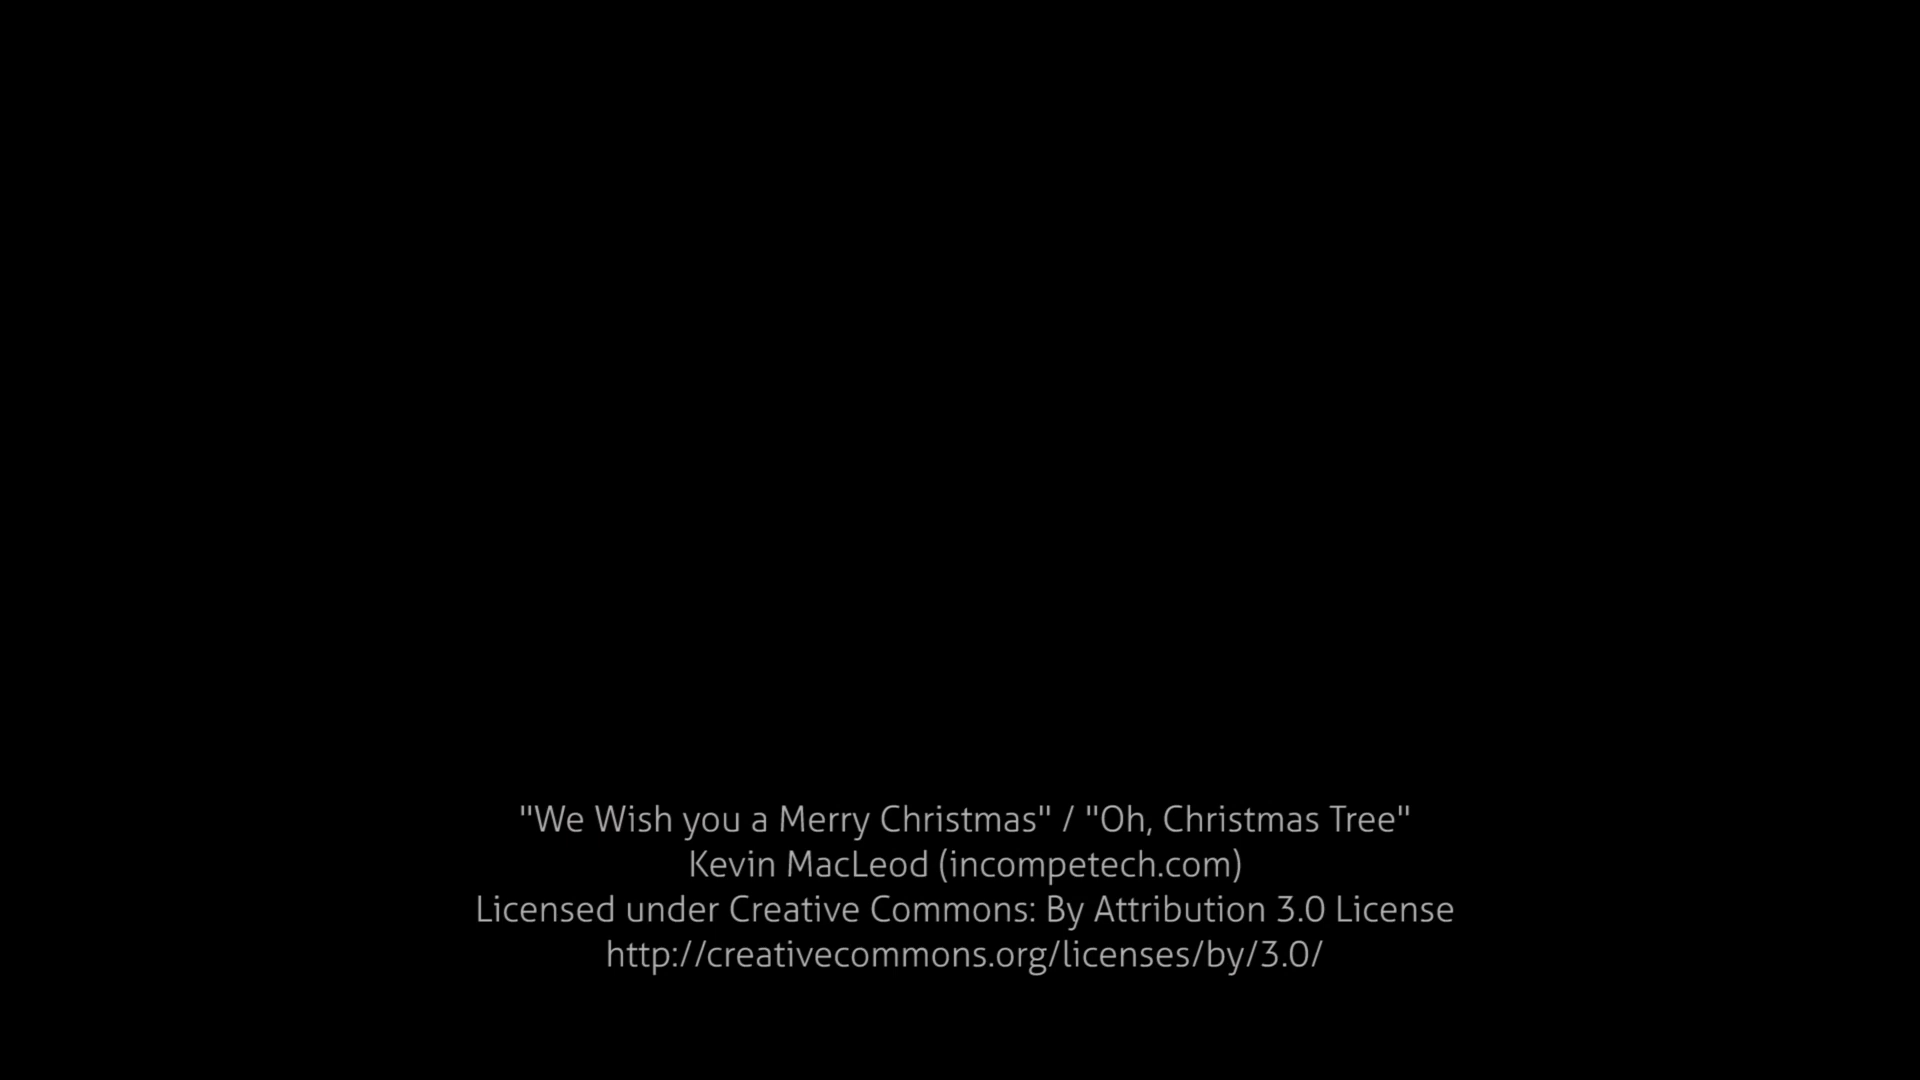 "We Wish you a Merry Christmas" / "Oh, Christmas Tree"
Kevin MacLeod (incompetech.com)
Licensed under Creative Commons: By Attribution 3.0 License
http://creativecommons.org/licenses/by/3.0/